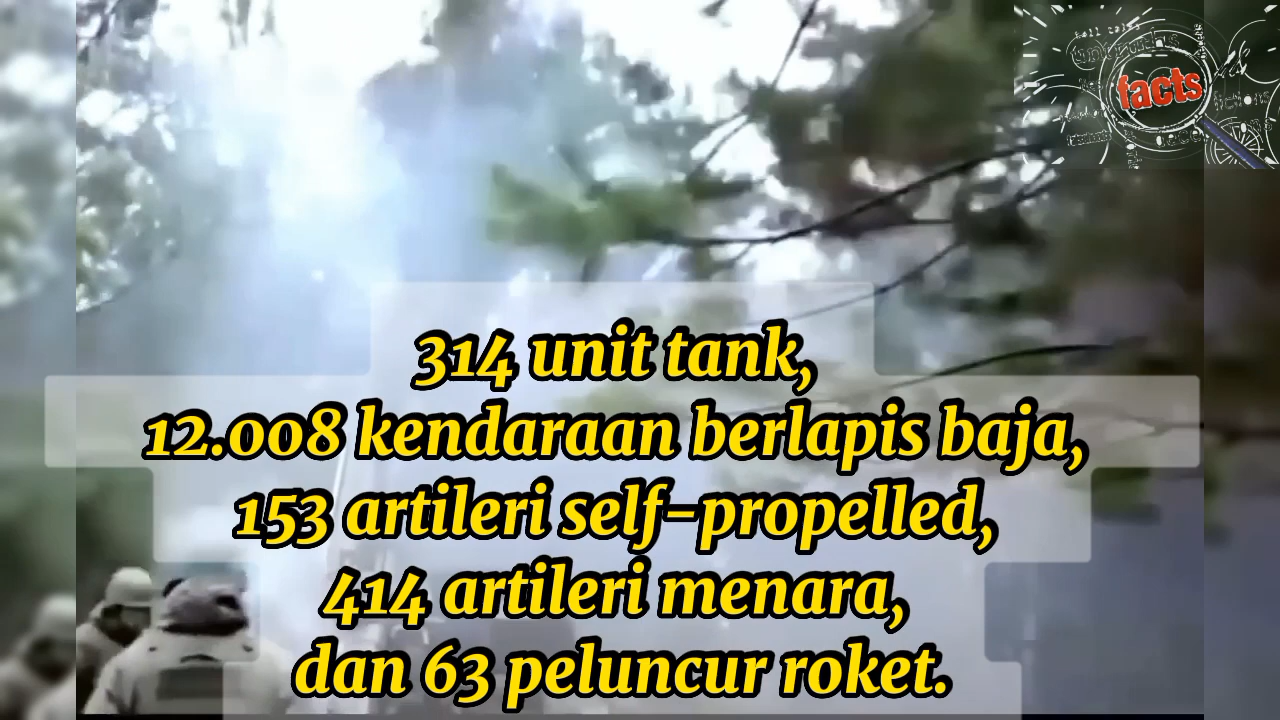 facts
314 unit tank,
12.008 kendaraan berlapis baja,
153 artileri self-propelled,
414 artileri menara,
dan 63 peluncur roket.